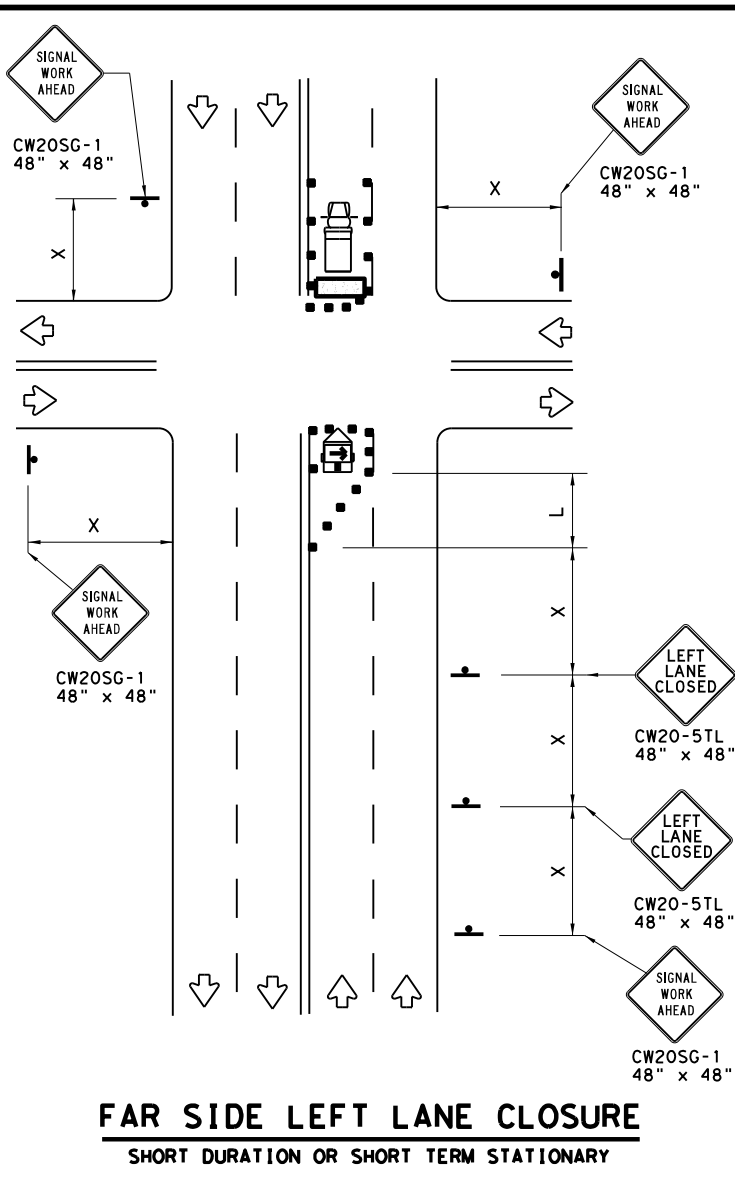 SIGNAL
WORK
AHEAD
CW20SG-1
48" x 48"
X
SIGNAL
WORK
AHEAD
CW20SG-1
48" x 48"
X
L
X
SIGNAL
WORK
AHEAD
CW20SG-1
48" x 48"
X
LEFT
LANE
CLOSED
CW20-5TL
48" x 48"
X
LEFT
LANE
CLOSED
CW20-5TL
48" x 48"
X
SIGNAL
WORK
AHEAD
CW20SG-1
48" x 48"
FAR SIDE LEFT LANE CLOSURE
SHORT DURATION OR SHORT TERM STATIONARY